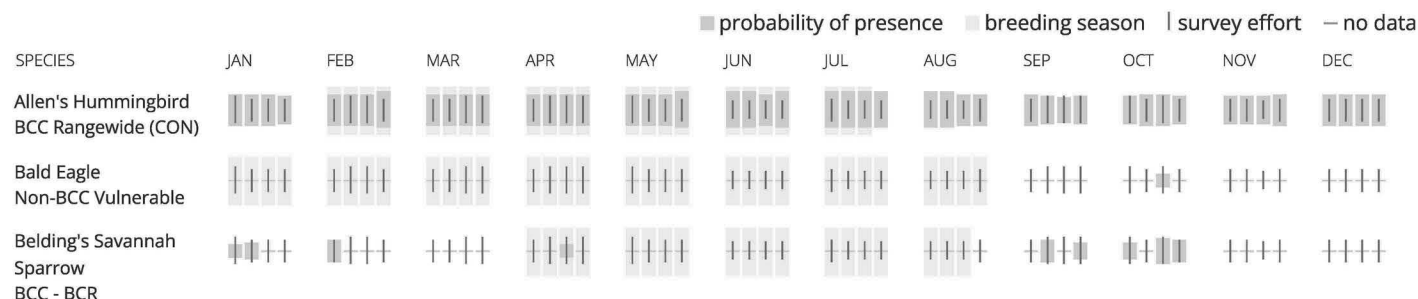 probability of presence breeding season survey effort no data
SPECIES JAN FEB MAR APR MAY JUN JUL AUG SEP OCT NOV DEC
Allen's Hummingbird
BCC Rangewide (CON)
Bald Eagle
Non-BCC Vulnerable
Belding's Savannah
Sparrow
BCC - BCR